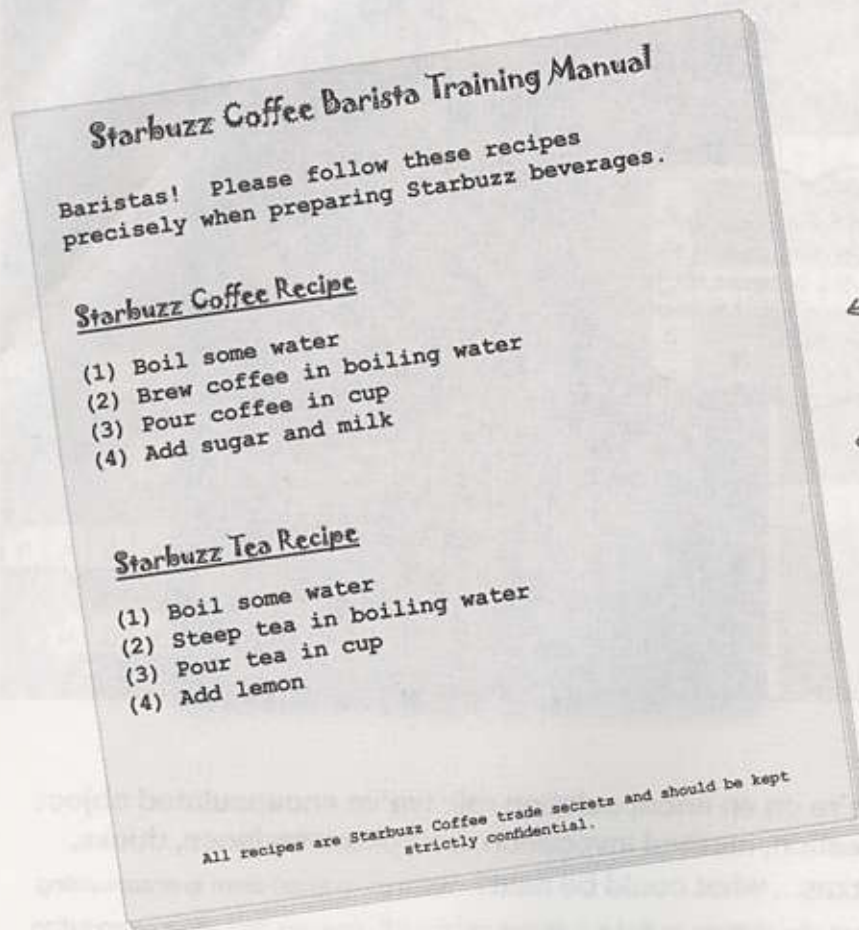 Starbuzz Coffee Barista Training Manual
Baristas! Please follow these recipes
precisely when preparing Starbuzz beverages.
Starbuzz Coffee Recipe
(1) Boil some water
(2) Brew coffee in boiling water
(3) Pour coffee in cup
(4) Add sugar and milk
Starbuzz Tea Recipe
(1) Boil some water
(2) Steep tea in boiling water
(3) Pour tea in cup
(4) Add lemon
All recipes are Starbuzz Coffee trade secrets and should be kept
strictly confidential.